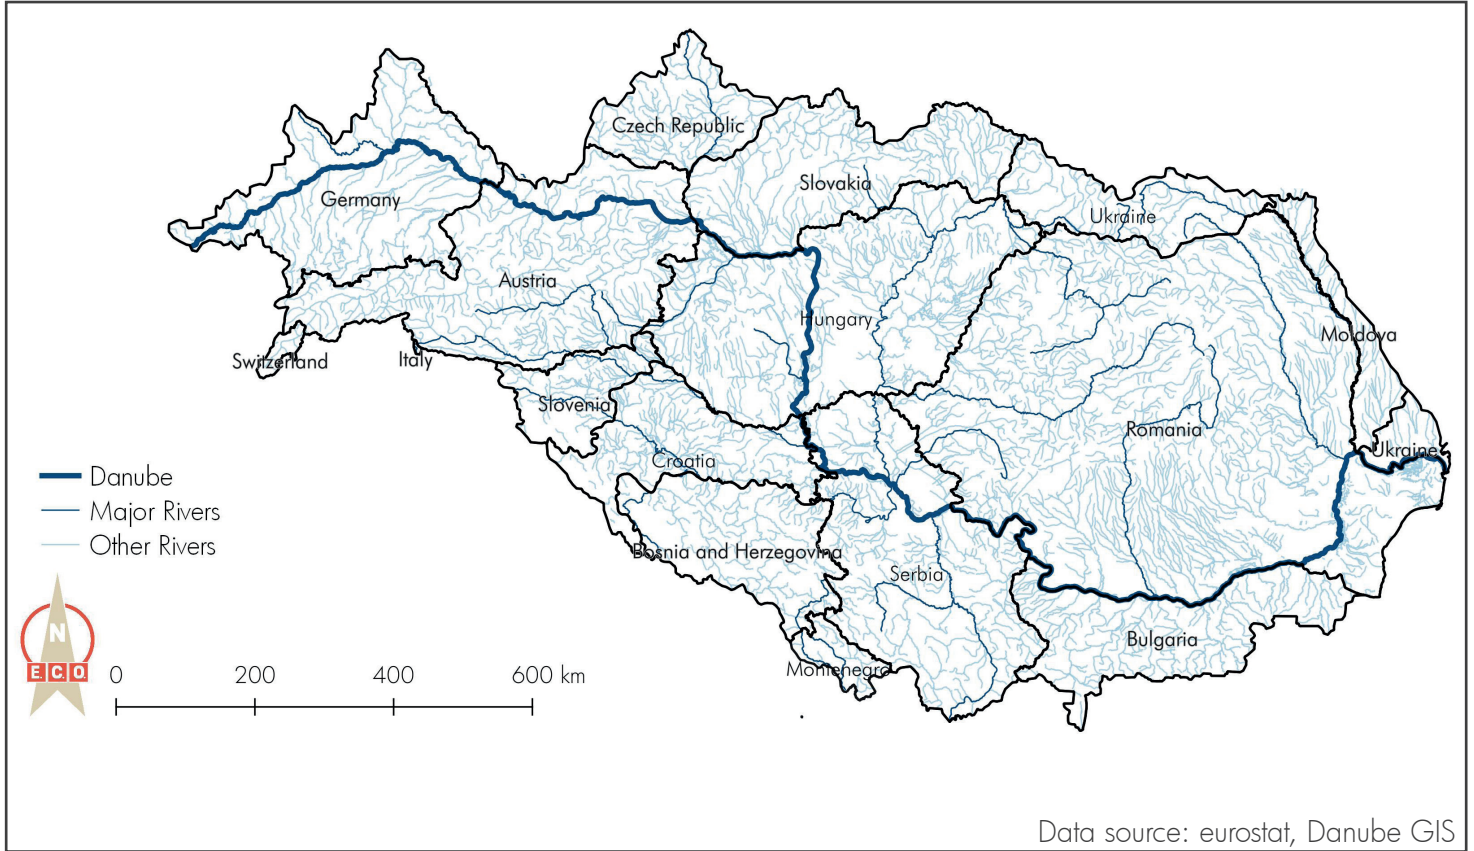 Czech Republic
Slovakia
Germany
Ukraine
Austria
Hungary
Moldova
Switzerland
Italy
Slovenia
Romania
Ukraine
Croatia
Danube
Major Rivers
Other Rivers
Bosnia and Herzegovina
Serbia
N
ECO
Bulgaria
Montenegro
0 200 400 600 km
Data source: eurostat, Danube GIS